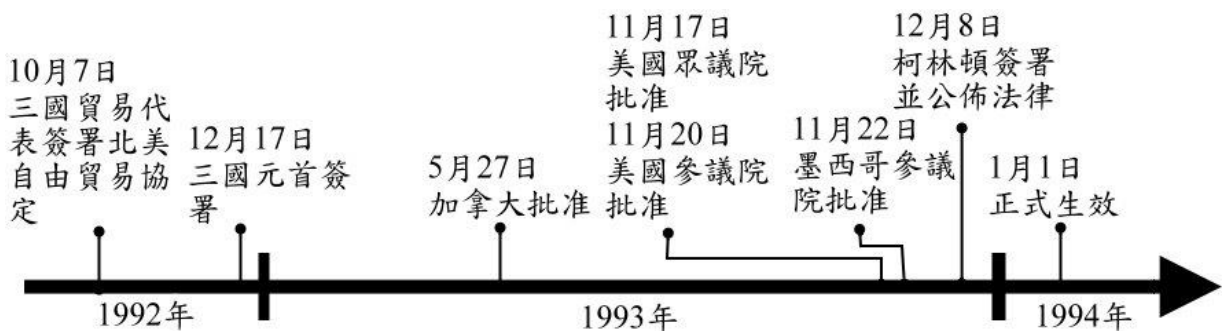 10月7日
三國貿易代
表簽署北美
自由貿易協
定
12月17日
三國元首簽
署
5月27日
加拿大批准
11月17日
美國眾議院
批准
11月20日
美國參議院
批准
11月22日
墨西哥參議
院批准
12月8日
柯林頓簽署
並公佈法律
1月1日
正式生效
1992年
1993年
1994年